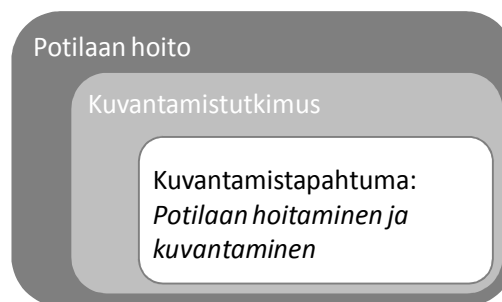 Potilaan hoito
Kuvantamistutkimus
Kuvantamistapahtuma:
Potilaan hoitaminen ja
kuvantaminen